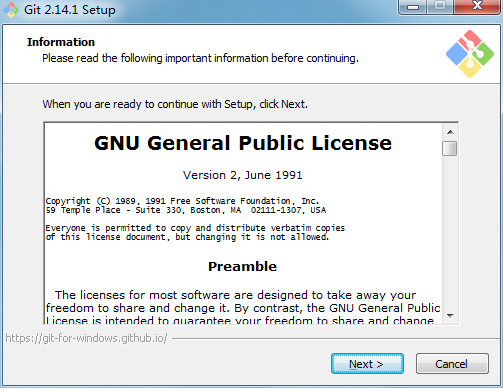 Git 2.14.1 Setup
Information
Please read the following important information before continuing.
When you are ready to continue with Setup, click Next.
GNU General Public License
Version 2, June 1991
Copyright (C) 1989, 1991 Free Software Foundation, Inc.
59 Temple Place - Suite 330, Boston, MA  02111-1307, USA
Everyone is permitted to copy and distribute verbatim copies
of this license document, but changing it is not allowed.
Preamble
The licenses for most software are designed to take away your
freedom to share and change it. By contrast, the GNU General Public
License is intended to guarantee your freedom to share and change
https://git-for-windows.github.io/
Next >
Cancel